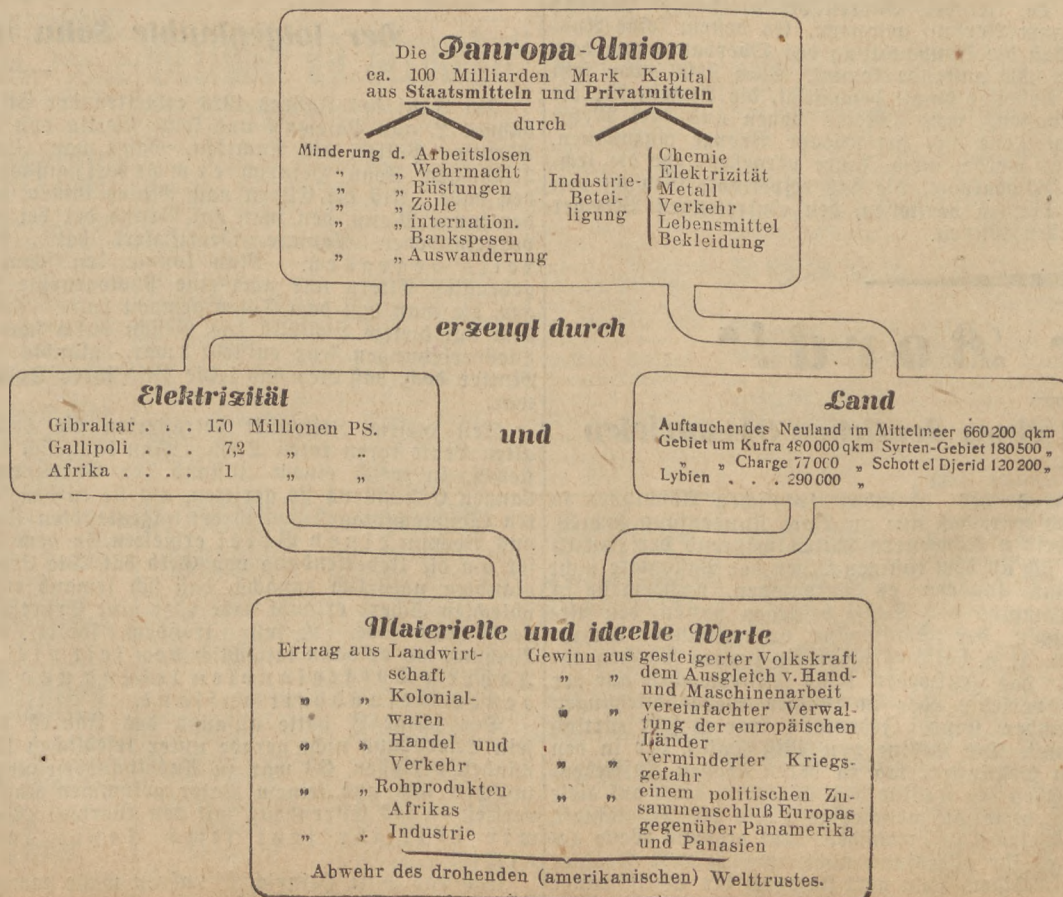 Die Panropa-Union
ca. 100 Milliarden Mark Kapital
aus Staatsmitteln und Privatmitteln
durch
Minderung d. Arbeitslosen
„ „ Wehrmacht
„ „ Rüstungen
„ „ Zölle
„ „ internation.
Bankspesen
„ „ Auswanderung
Industrie-
Betei-
ligung
Chemie
Elektrizität
Metall
Verkehr
Lebensmittel
Bekleidung
erzeugt durch
Elektrizität
Gibraltar . . . 170 Millionen PS.
Gallipoli . . . 7,2 „ „
Afrika . . . . 1 „ „
und
Land
Auftauchendes Neuland im Mittelmeer 660200 qkm
Gebiet um Kufra 480000 qkm Syrten-Gebiet 180500 „
„ „ Charge 77000 „ Schott el Djerid 120200 „
Lybien . . . 290000 „
Materielle und ideelle Werte
Ertrag aus Landwirt-
schaft
„ „ Kolonial-
waren
„ „ Handel und
Verkehr
„ „ Rohprodukten
Afrikas
„ „ Industrie
Gewinn aus gesteigerter Volkskraft
„ „ dem Ausgleich v. Hand-
und Maschinenarbeit
„ „ vereinfachter Verwal-
tung der europäischen
Länder
„ „ verminderter Kriegs-
gefahr
„ „ einem politischen Zu-
sammenschluß Europas
gegenüber Panamerika
und Panasien
Abwehr des drohenden (amerikanischen) Welttrustes.